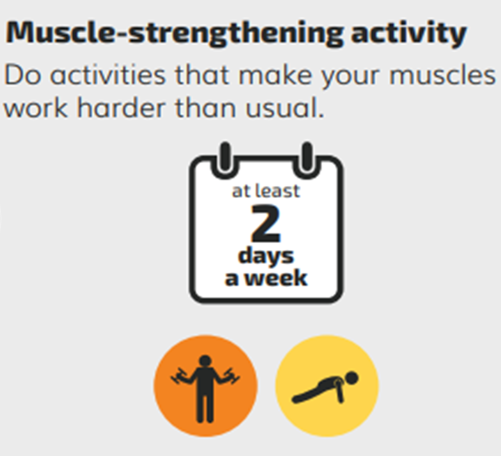 Muscle-strengthening activity
Do activities that make your muscles
work harder than usual.
at least
2
days
a week